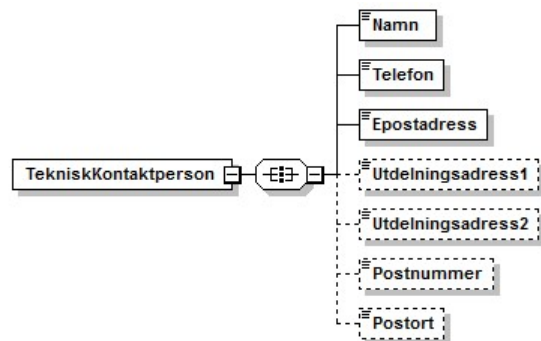 Namn
Telefon
Epostadress
TekniskKontaktperson
Utdelningsadress1
Utdelningsadress2
Postnummer
Postort